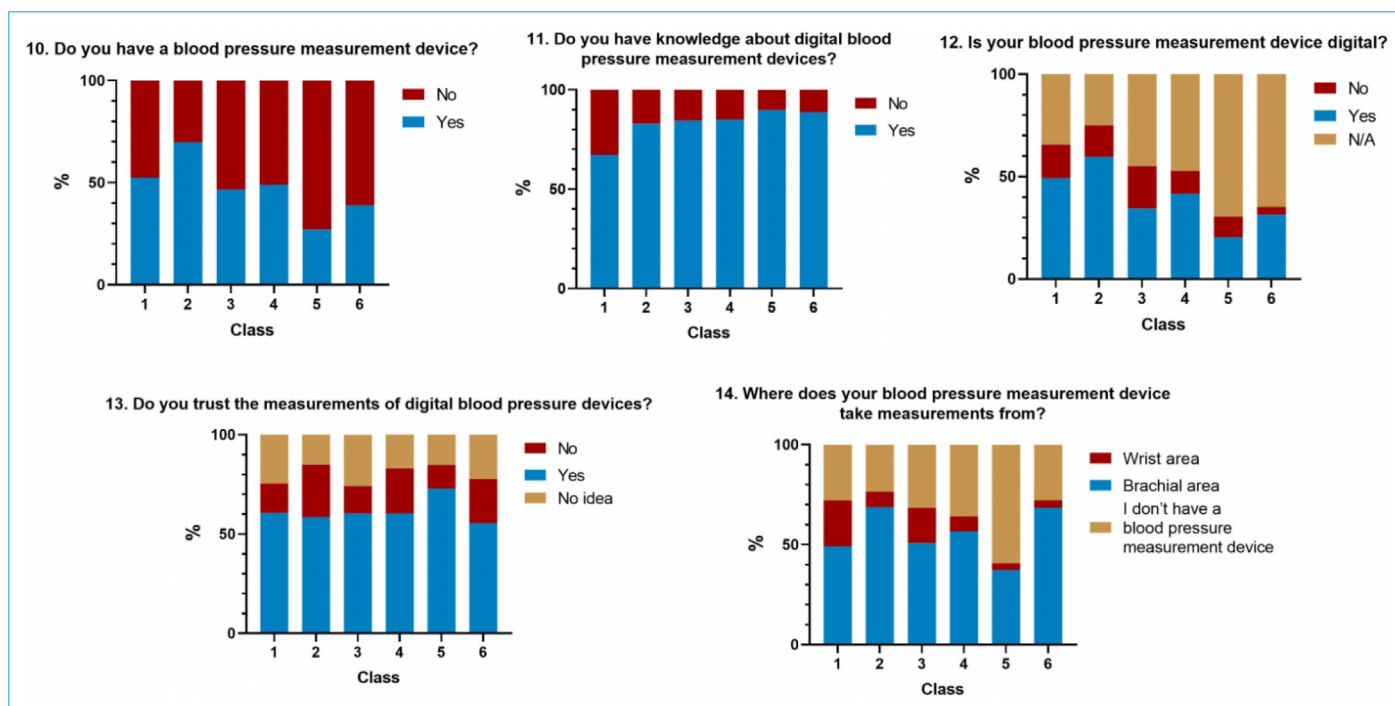 10. Do you have a blood pressure measurement device?
100
50
0
%
1 2 3 4 5 6
Class
No
Yes
11. Do you have knowledge about digital blood
pressure measurement devices?
100
50
0
%
1 2 3 4 5 6
Class
No
Yes
12. Is your blood pressure measurement device digital?
100
50
0
%
1 2 3 4 5 6
Class
No
Yes
N/A
13. Do you trust the measurements of digital blood pressure devices?
100
50
0
%
1 2 3 4 5 6
Class
No
Yes
No idea
14. Where does your blood pressure measurement device
take measurements from?
100
50
0
%
1 2 3 4 5 6
Class
Wrist area
Brachial area
I don't have a
blood pressure
measurement device